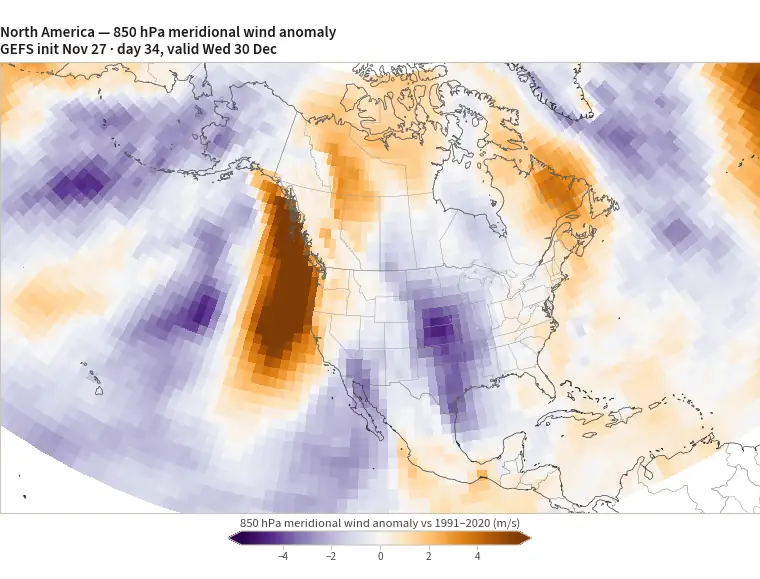 North America — 850 hPa meridional wind anomaly
GEFS init Nov 27 · day 34, valid Wed 30 Dec
850 hPa meridional wind anomaly vs 1991–2020 (m/s)
−4 −2 0 2 4